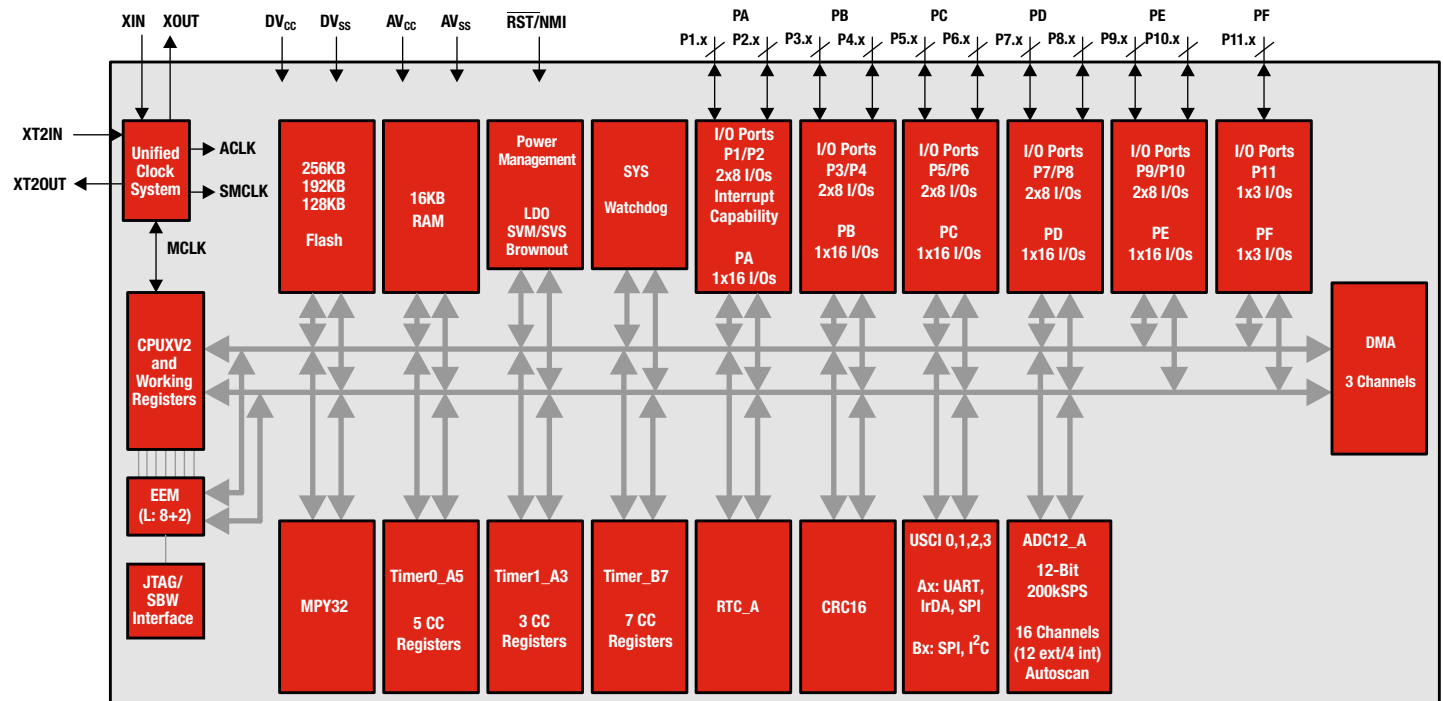 XIN XOUT DVCC DVSS AVCC AVSS RST/NMI PA PB PC PD PE PF
P1.x P2.x P3.x P4.x P5.x P6.x P7.x P8.x P9.x P10.x P11.x
XT2IN
XT2OUT
Unified
Clock
System
ACLK
SMCLK
MCLK
256KB
192KB
128KB
Flash
16KB
RAM
Power
Management
LDO
SVM/SVS
Brownout
SYS
Watchdog
I/O Ports
P1/P2
2x8 I/Os
Interrupt
Capability
PA
1x16 I/Os
I/O Ports
P3/P4
2x8 I/Os
PB
1x16 I/Os
I/O Ports
P5/P6
2x8 I/Os
PC
1x16 I/Os
I/O Ports
P7/P8
2x8 I/Os
PD
1x16 I/Os
I/O Ports
P9/P10
2x8 I/Os
PE
1x16 I/Os
I/O Ports
P11
1x3 I/Os
PF
1x3 I/Os
CPUXV2
and
Working
Registers
DMA
3 Channels
EEM
(L: 8+2)
JTAG/
SBW
Interface
MPY32
Timer0_A5
5 CC
Registers
Timer1_A3
3 CC
Registers
Timer_B7
7 CC
Registers
RTC_A
CRC16
USCI 0,1,2,3
Ax: UART,
IrDA, SPI
Bx: SPI, I2C
ADC12_A
12-Bit
200kSPS
16 Channels
(12 ext/4 int)
Autoscan